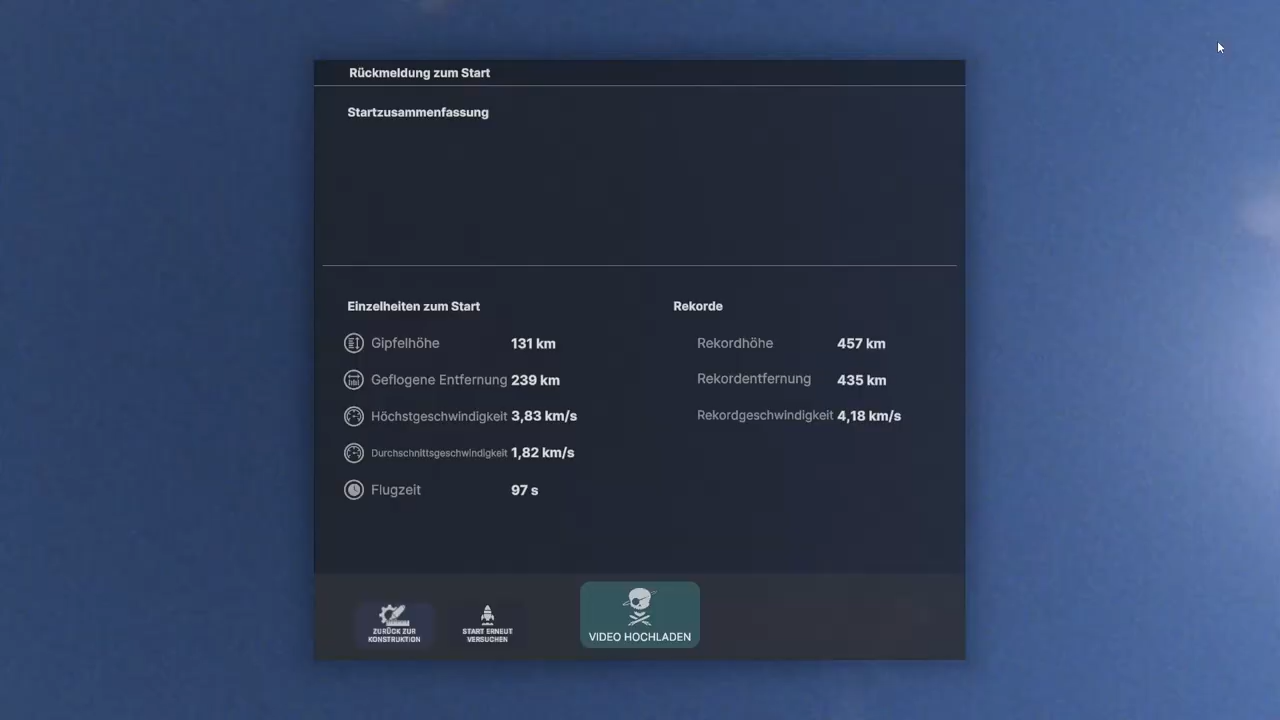 Rückmeldung zum Start
Startzusammenfassung
Einzelheiten zum Start
Gipfelhöhe 131 km
Geflogene Entfernung 239 km
Höchstgeschwindigkeit 3,83 km/s
Durchschnittsgeschwindigkeit 1,82 km/s
Flugzeit 97 s
Rekorde
Rekordhöhe 457 km
Rekordentfernung 435 km
Rekordgeschwindigkeit 4,18 km/s
ZURÜCK ZUR
KONSTRUKTION
START ERNEUT
VERSUCHEN
VIDEO HOCHLADEN